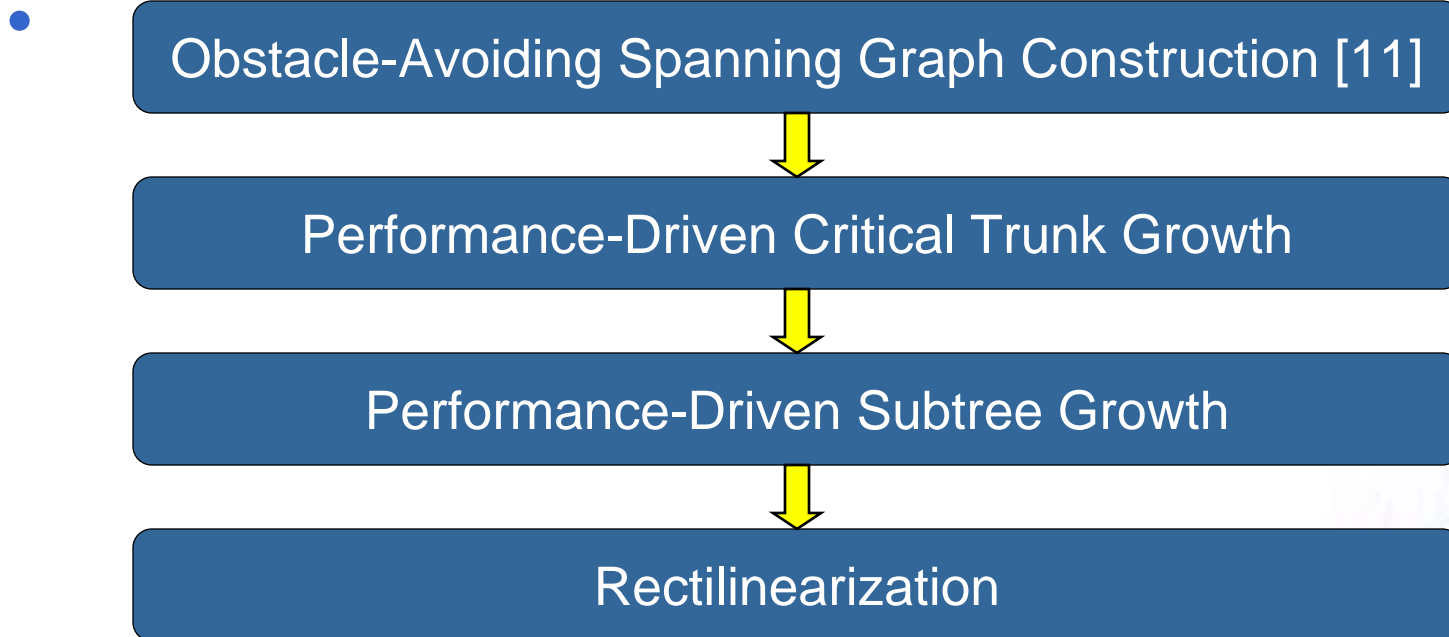 Obstacle-Avoiding Spanning Graph Construction [11]
Performance-Driven Critical Trunk Growth
Performance-Driven Subtree Growth
Rectilinearization